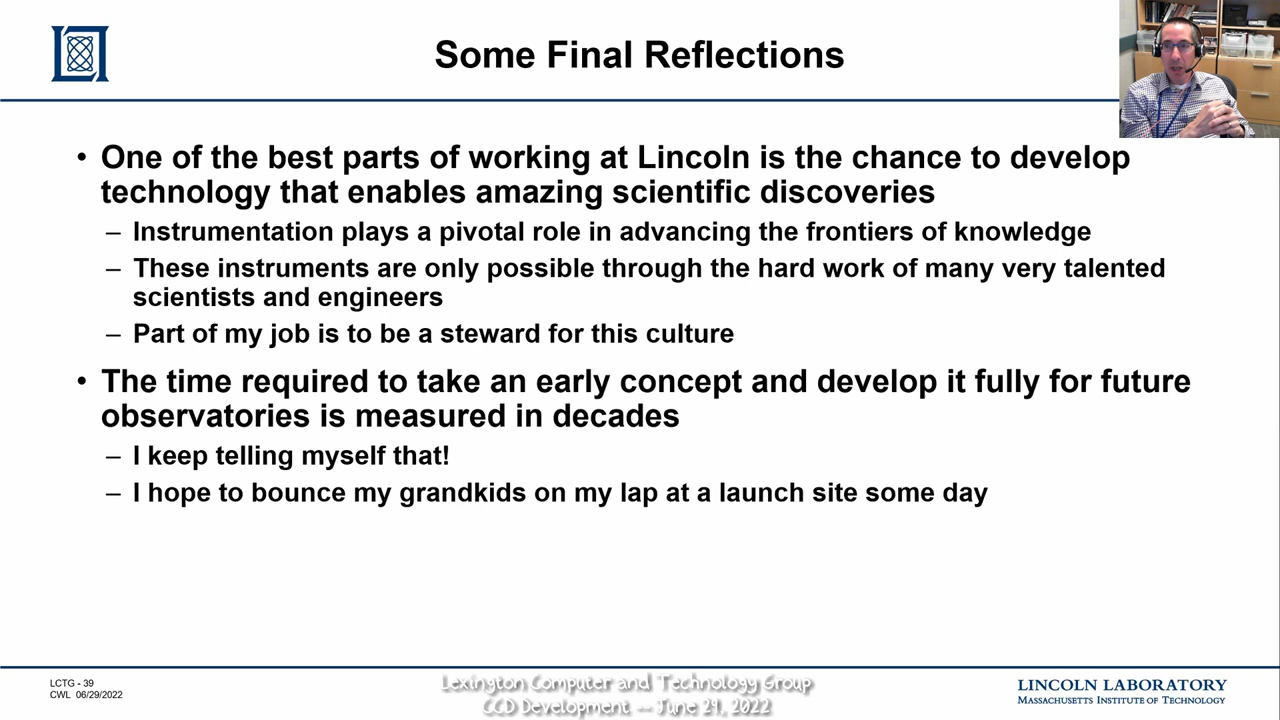 Some Final Reflections
• One of the best parts of working at Lincoln is the chance to develop
technology that enables amazing scientific discoveries
– Instrumentation plays a pivotal role in advancing the frontiers of knowledge
– These instruments are only possible through the hard work of many very talented
scientists and engineers
– Part of my job is to be a steward for this culture
• The time required to take an early concept and develop it fully for future
observatories is measured in decades
– I keep telling myself that!
– I hope to bounce my grandkids on my lap at a launch site some day
LCTG - 39
CWL 06/29/2022
Lexington Computer and Technology Group
CCD Development -- June 29, 2022
LINCOLN LABORATORY
MASSACHUSETTS INSTITUTE OF TECHNOLOGY